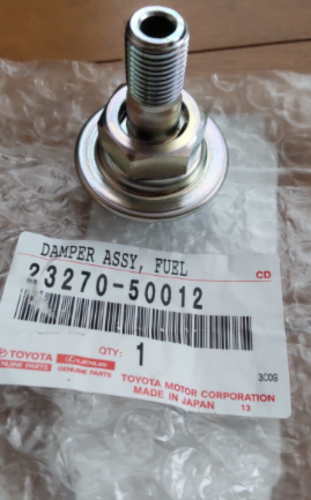 DAMPER ASSY, FUEL
CD
23270-50012
TOYOTA LEXUS QTY: 1
GENUINE PARTS GENUINE PARTS
3C09
TOYOTA MOTOR CORPORATION
MADE IN JAPAN 13